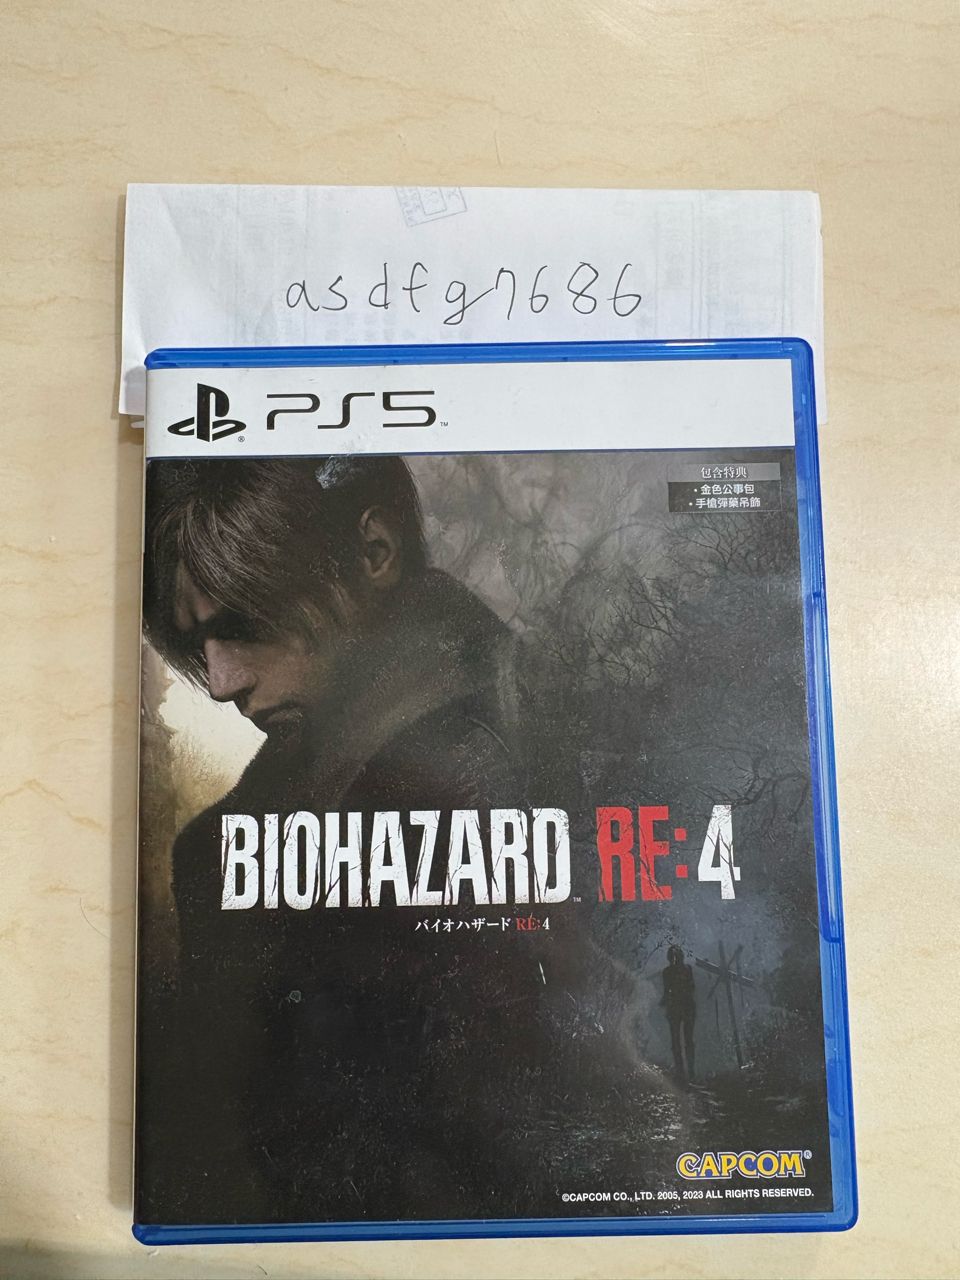 asdfg7686
PS5
包含特典
・金色公事包
・手槍彈藥吊飾
BIOHAZARD RE:4
バイオハザード RE:4
CAPCOM
©CAPCOM CO., LTD. 2005, 2023 ALL RIGHTS RESERVED.